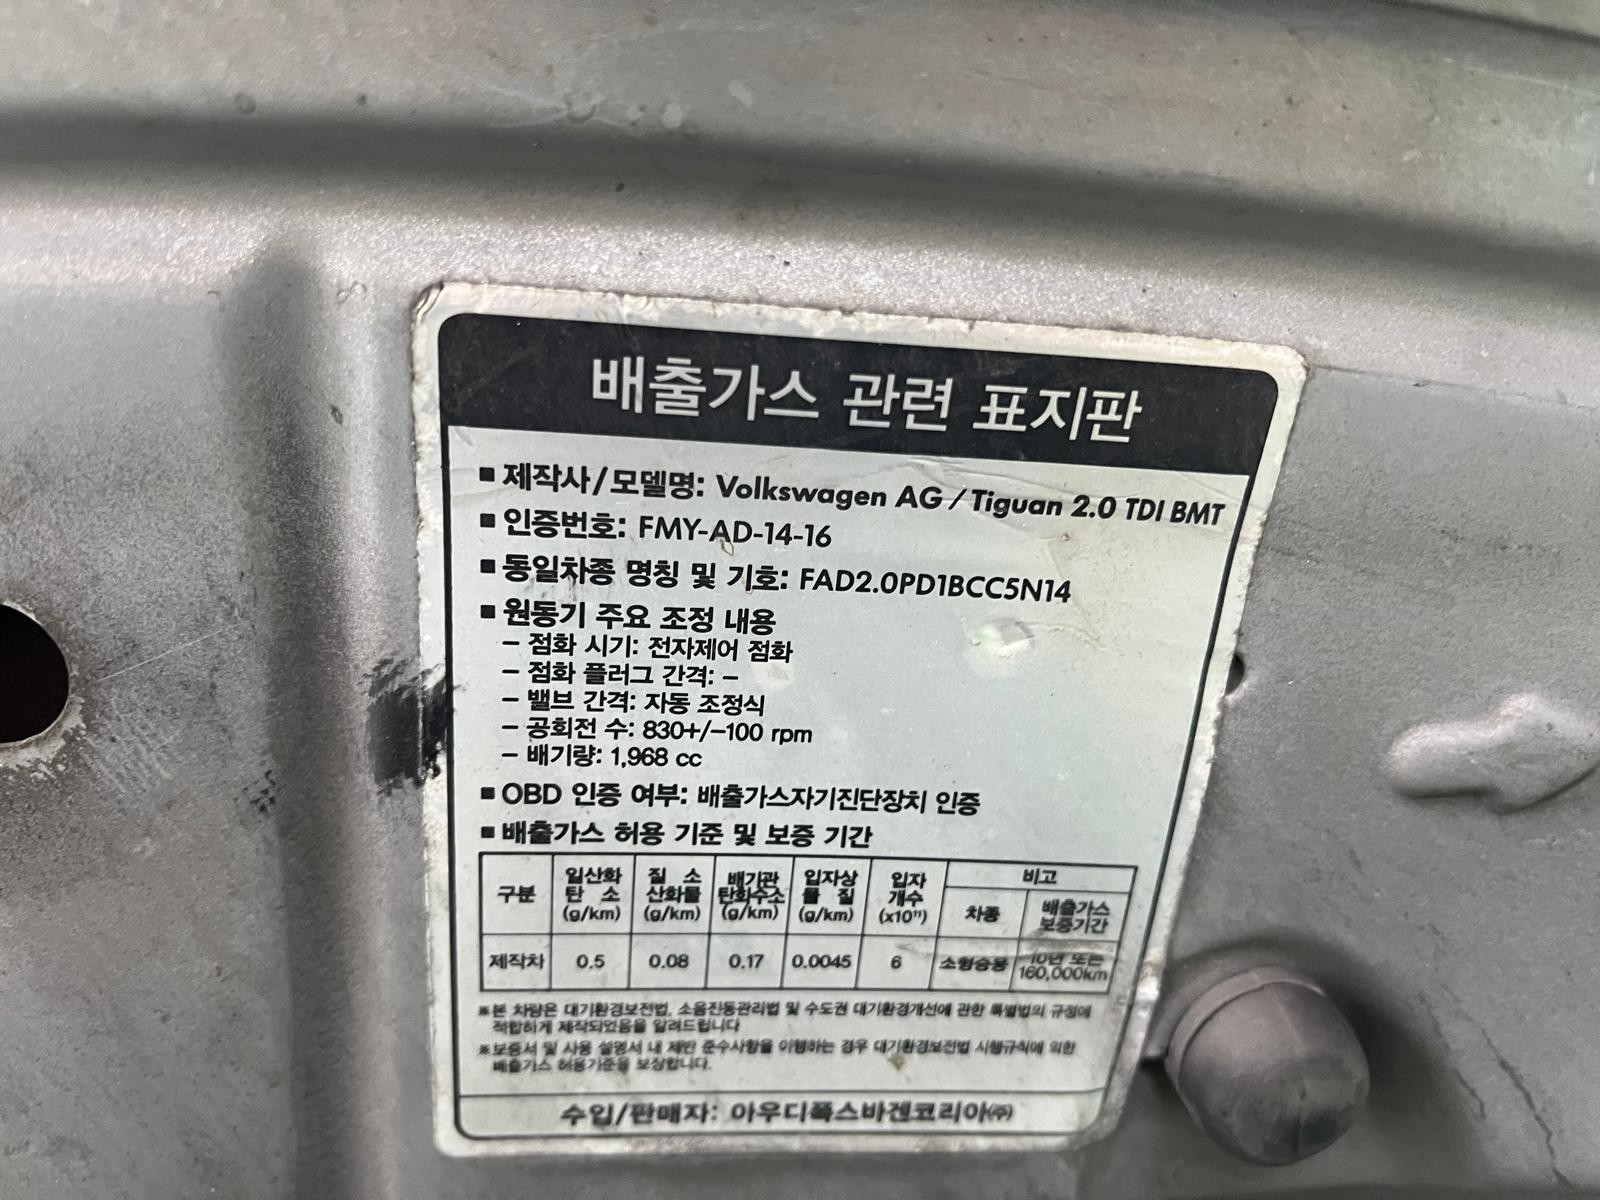 배출가스 관련 표지판
■ 제작사/모델명: Volkswagen AG / Tiguan 2.0 TDI BMT
■ 인증번호: FMY-AD-14-16
■ 동일차종 명칭 및 기호: FAD2.0PD1BCC5N14
■ 원동기 주요 조정 내용
– 점화 시기: 전자제어 점화
– 점화 플러그 간격: –
– 밸브 간격: 자동 조정식
– 공회전 수: 830+/–100 rpm
– 배기량: 1,968 cc
■ OBD 인증 여부: 배출가스자기진단장치 인증
■ 배출가스 허용 기준 및 보증 기간
구분 일산화탄소 (g/km) 질소산화물 (g/km) 배기관탄화수소 (g/km) 입자상물질 (g/km) 입자개수 (x10¹¹) 비고
차종 배출가스 보증기간
제작차 0.5 0.08 0.17 0.0045 6 소형승용 10년 또는 160,000km
※본 차량은 대기환경보전법, 소음진동관리법 및 수도권 대기환경개선에 관한 특별법의 규정에
적합하게 제작되었음을 알려드립니다
※보증서 및 사용 설명서 내 제반 준수사항을 이행하는 경우 대기환경보전법 시행규칙에 의한
배출가스 허용기준을 보장합니다.
수입/판매자: 아우디폭스바겐코리아㈜